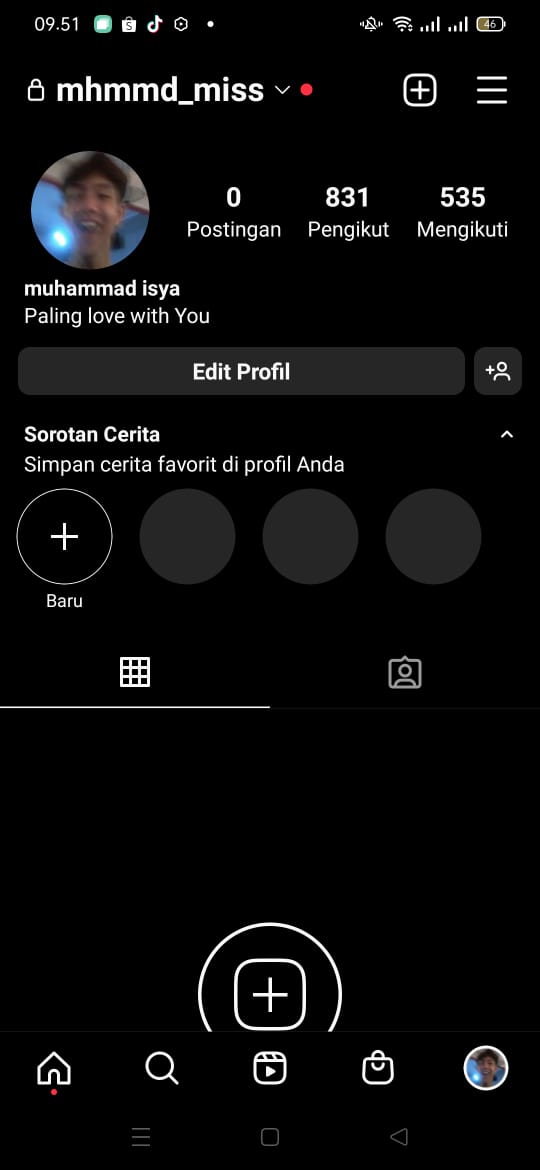 09.51
46
mhmmd_miss
0 831 535
Postingan Pengikut Mengikuti
muhammad isya
Paling love with You
Edit Profil
Sorotan Cerita
Simpan cerita favorit di profil Anda
Baru